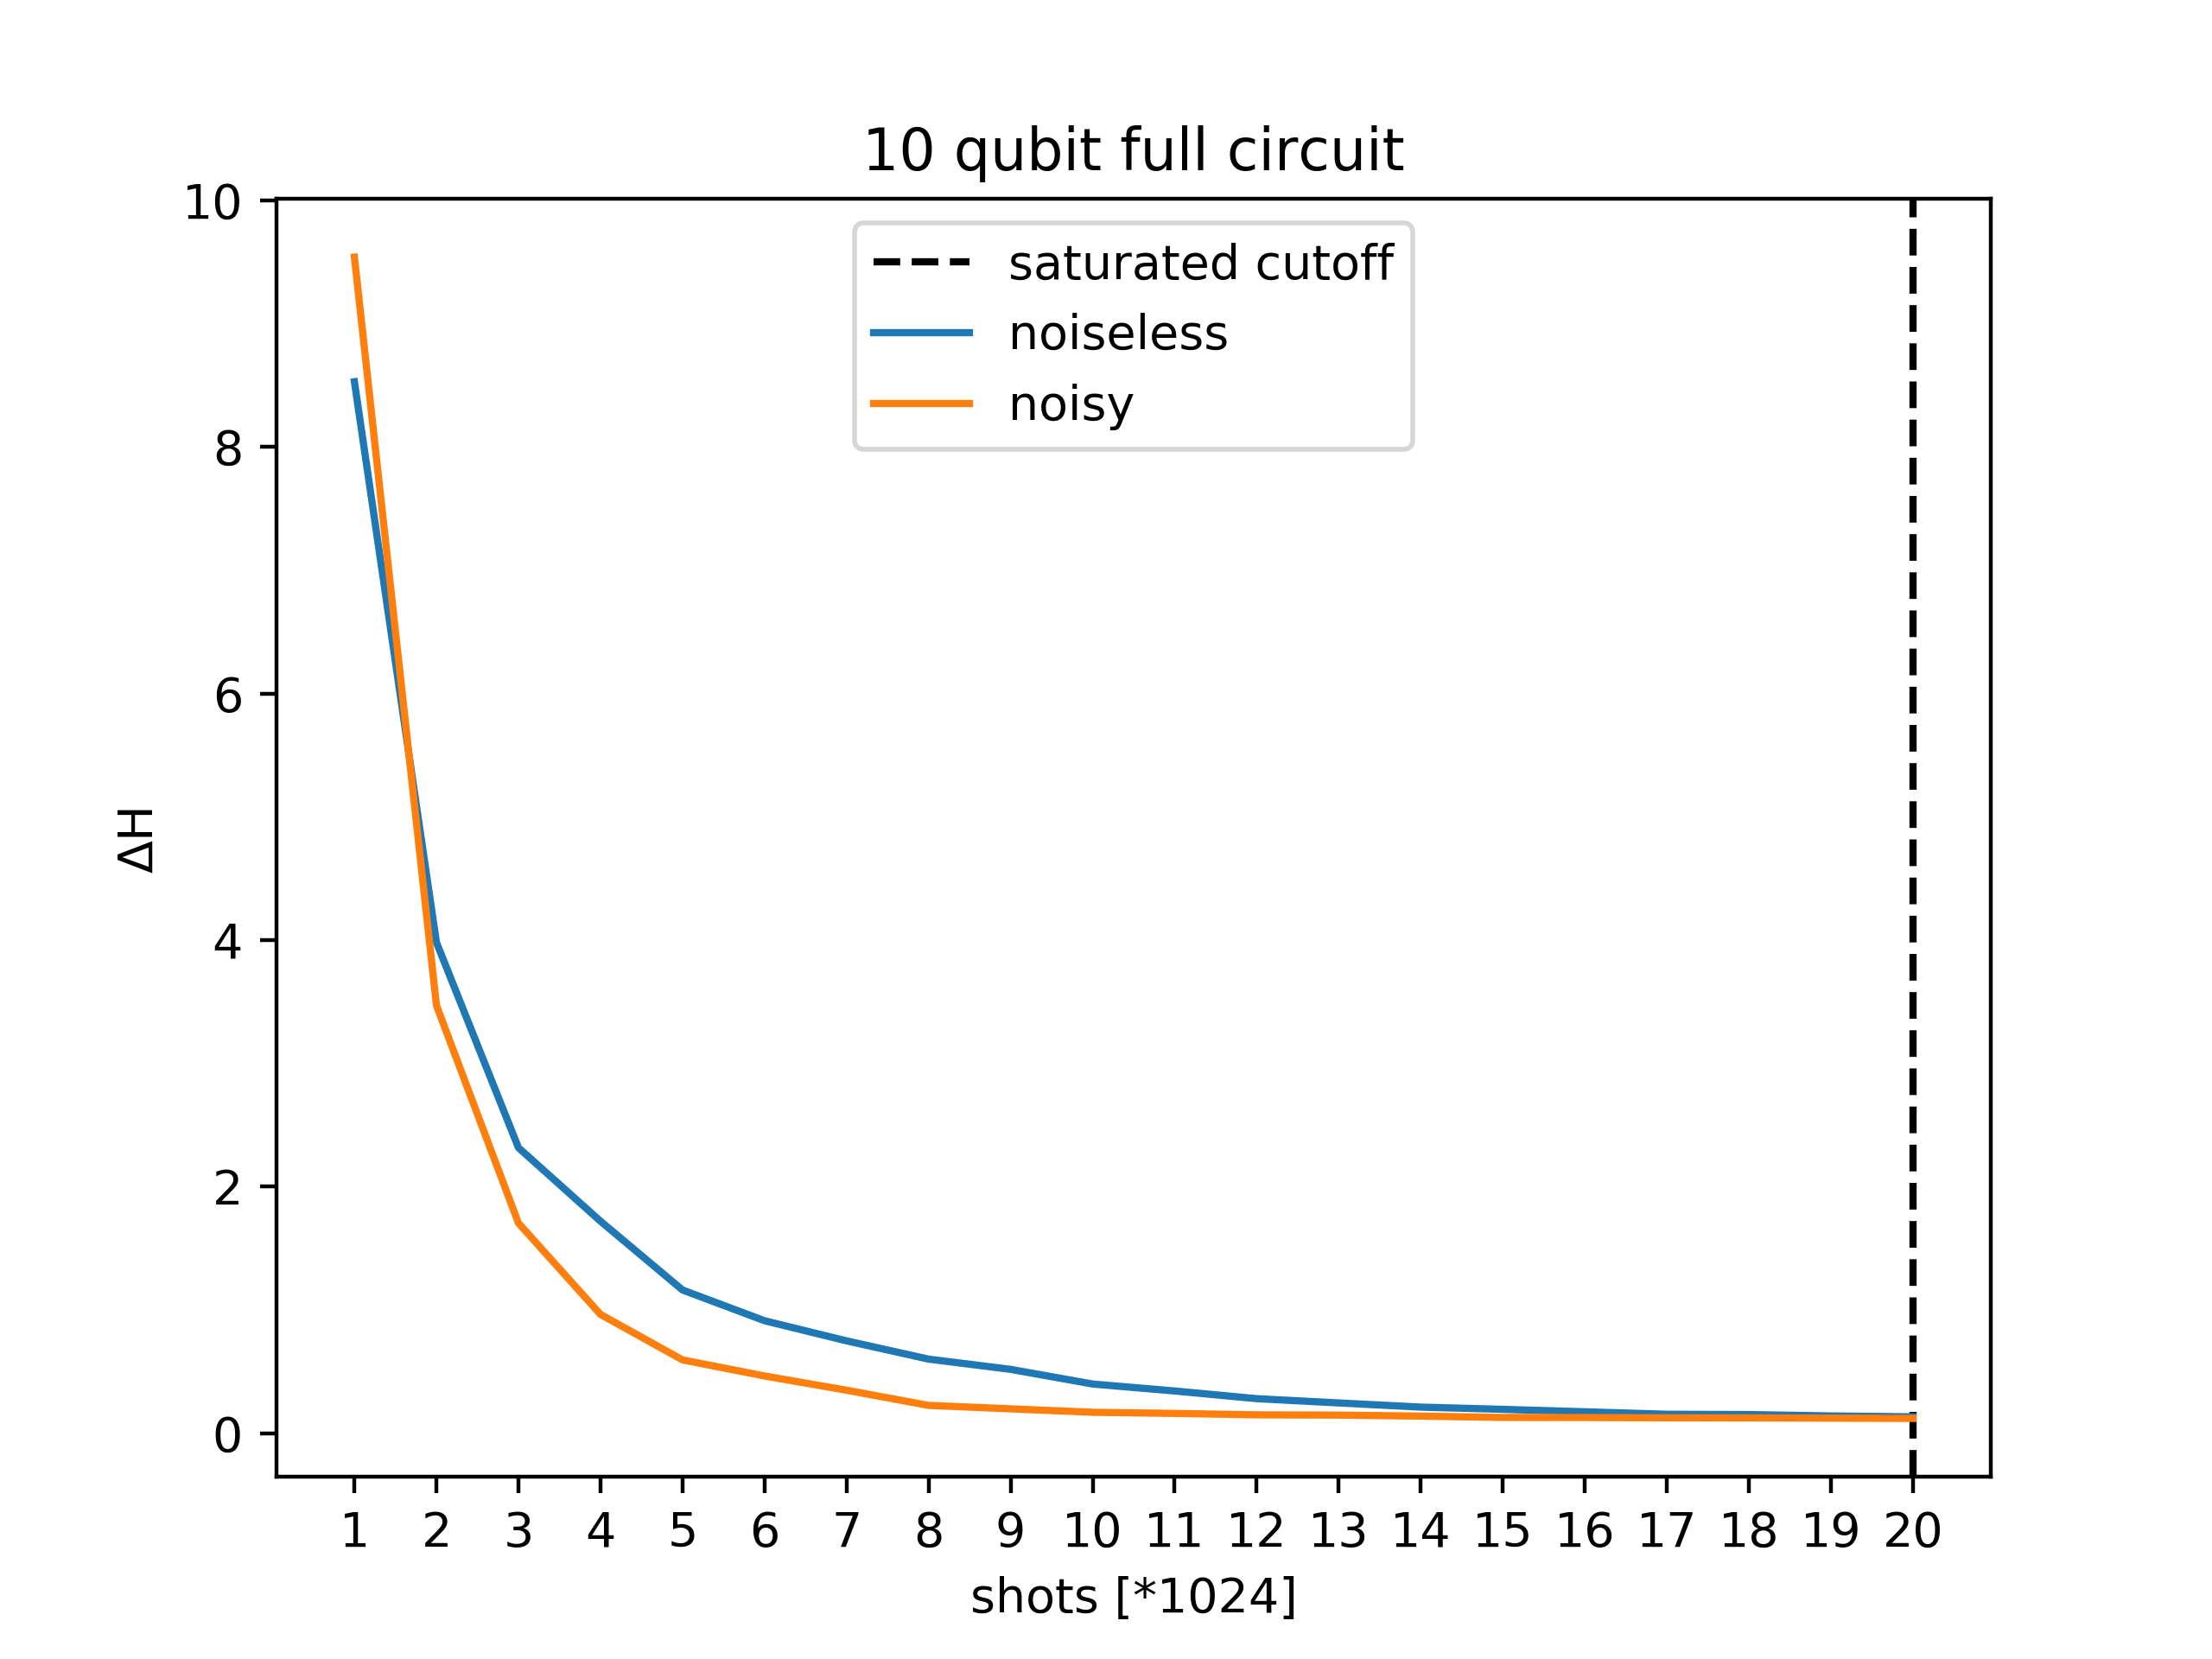 10 qubit full circuit
saturated cutoff
noiseless
noisy
10
8
6
4
2
0
ΔH
1 2 3 4 5 6 7 8 9 10 11 12 13 14 15 16 17 18 19 20
shots [*1024]